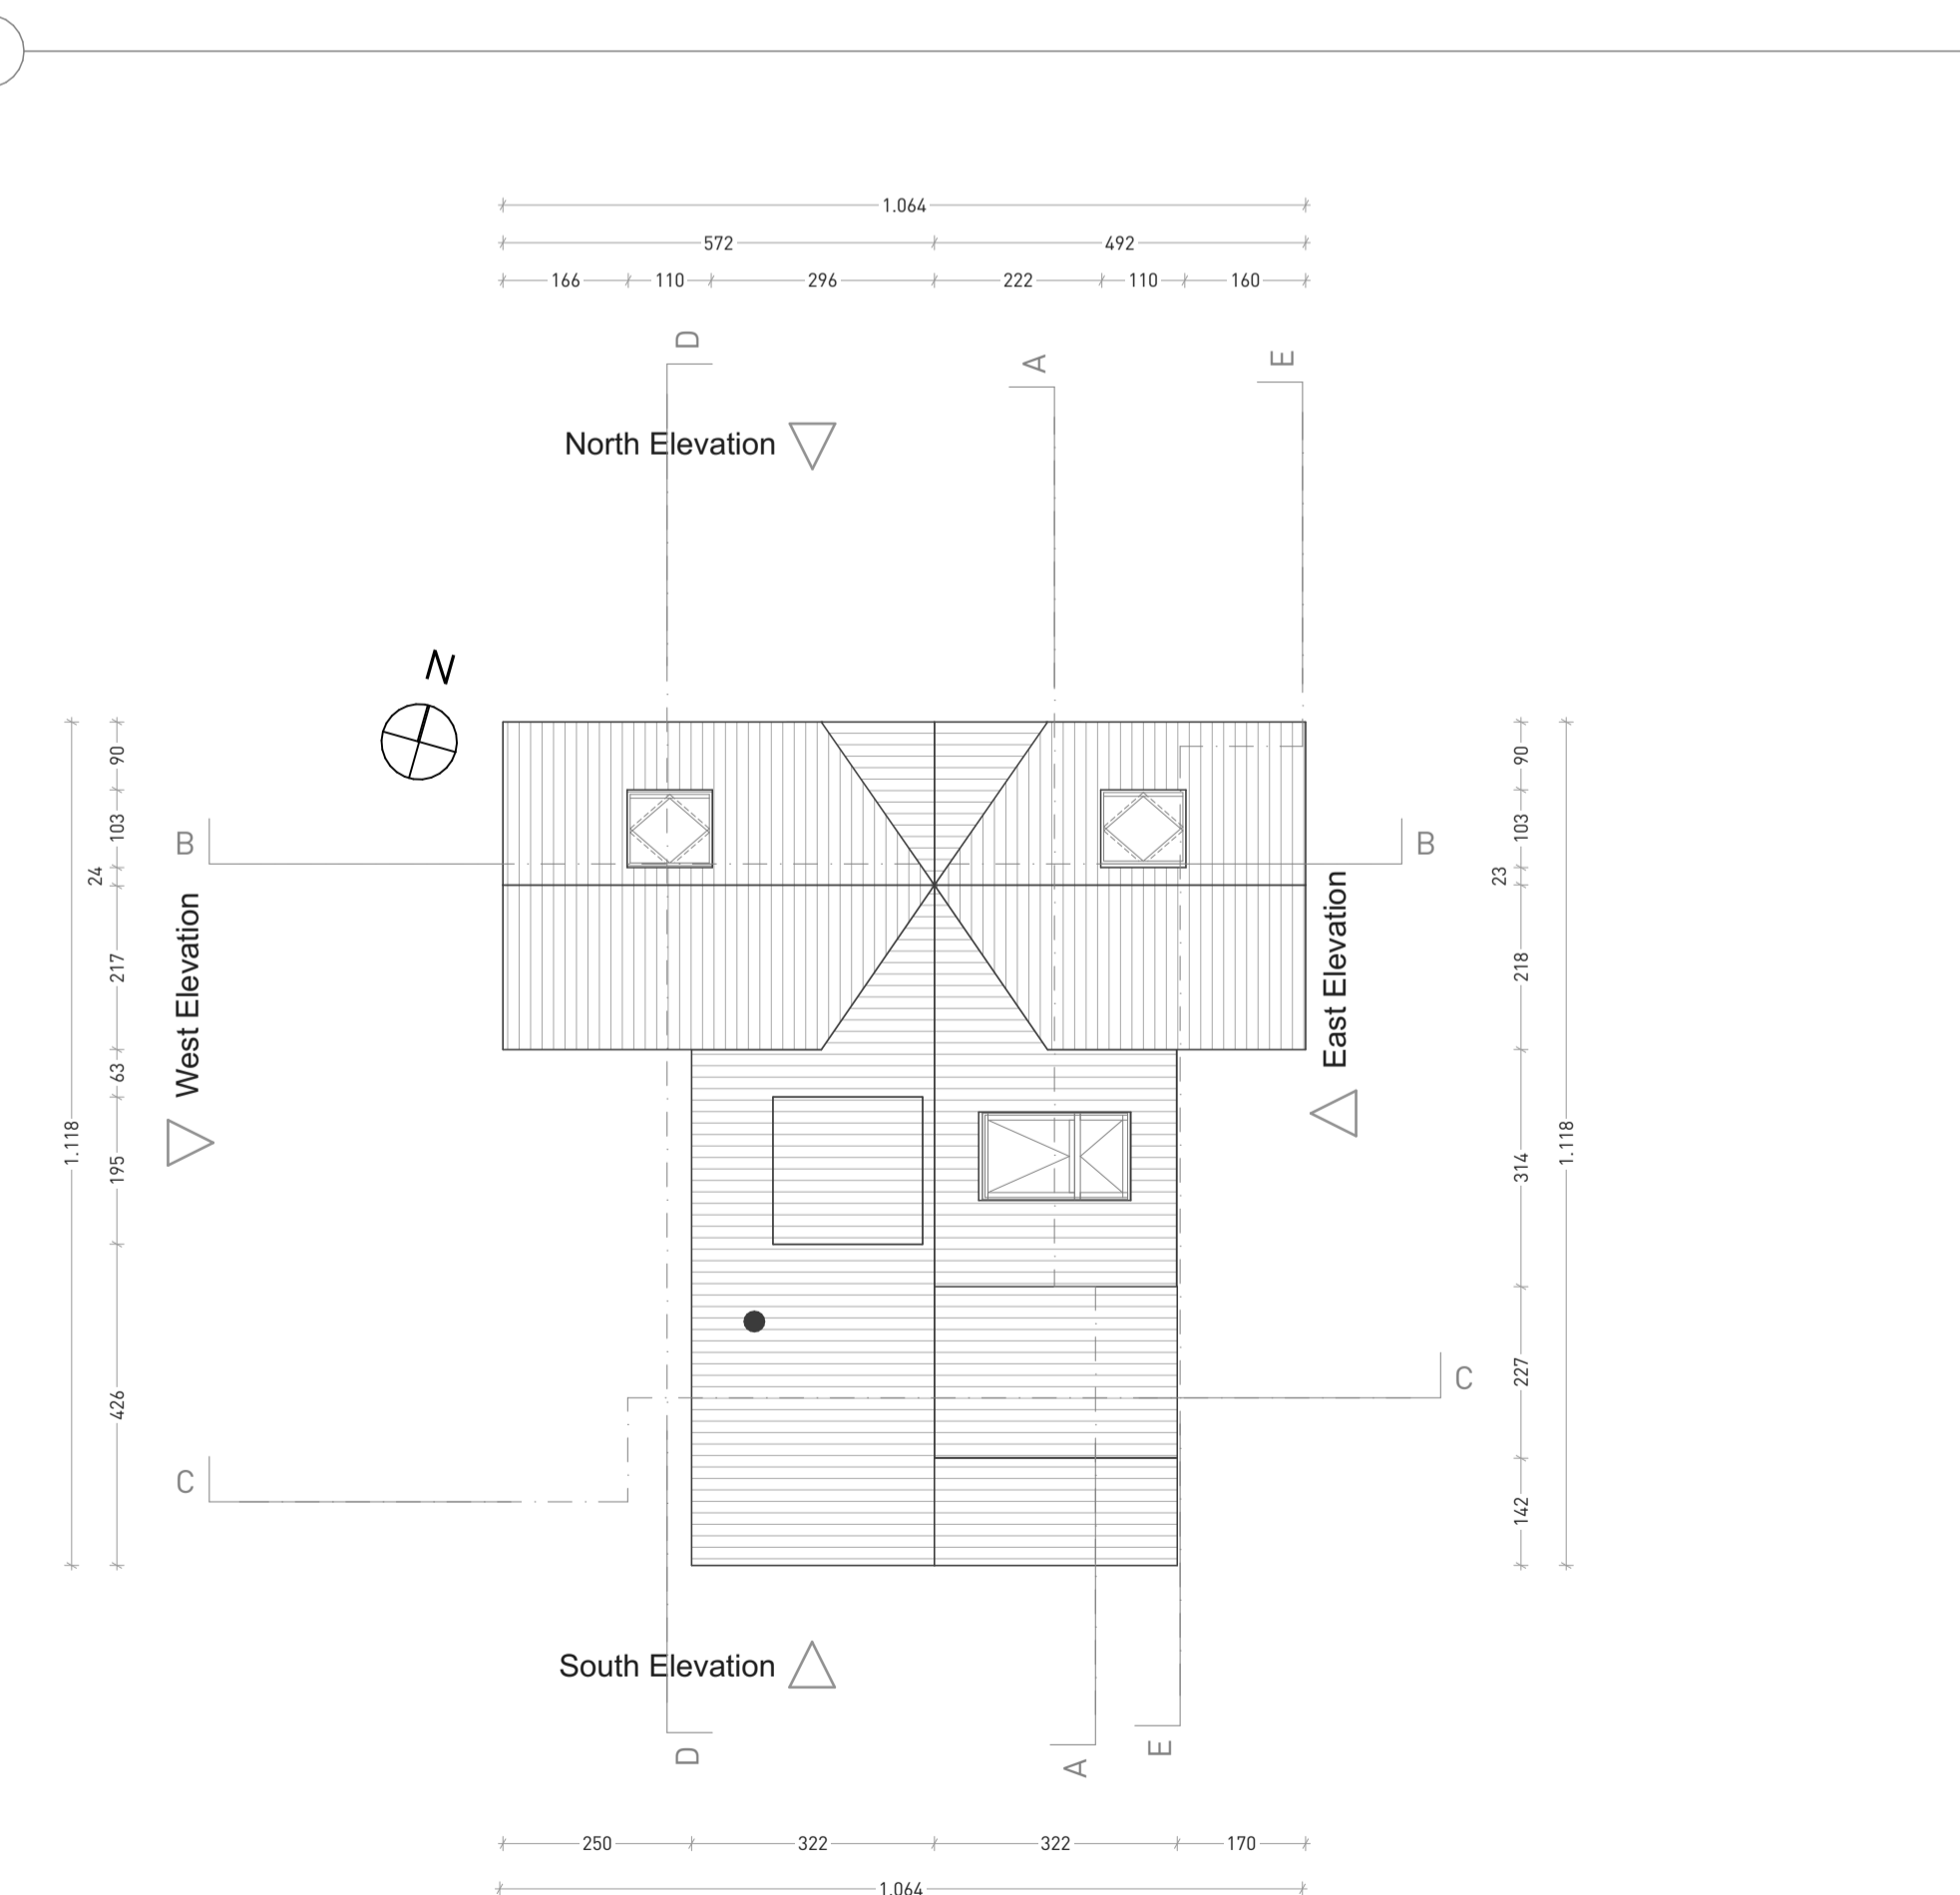 1.064
572 492
166 110 296 222 110 160
D A E
North Elevation
N
90 90
103 103
B B
24 23
West Elevation East Elevation
217 218
63
1.118 1.118
195 314
426 227
C
C
142
South Elevation
D A E
250 322 322 170
1.064